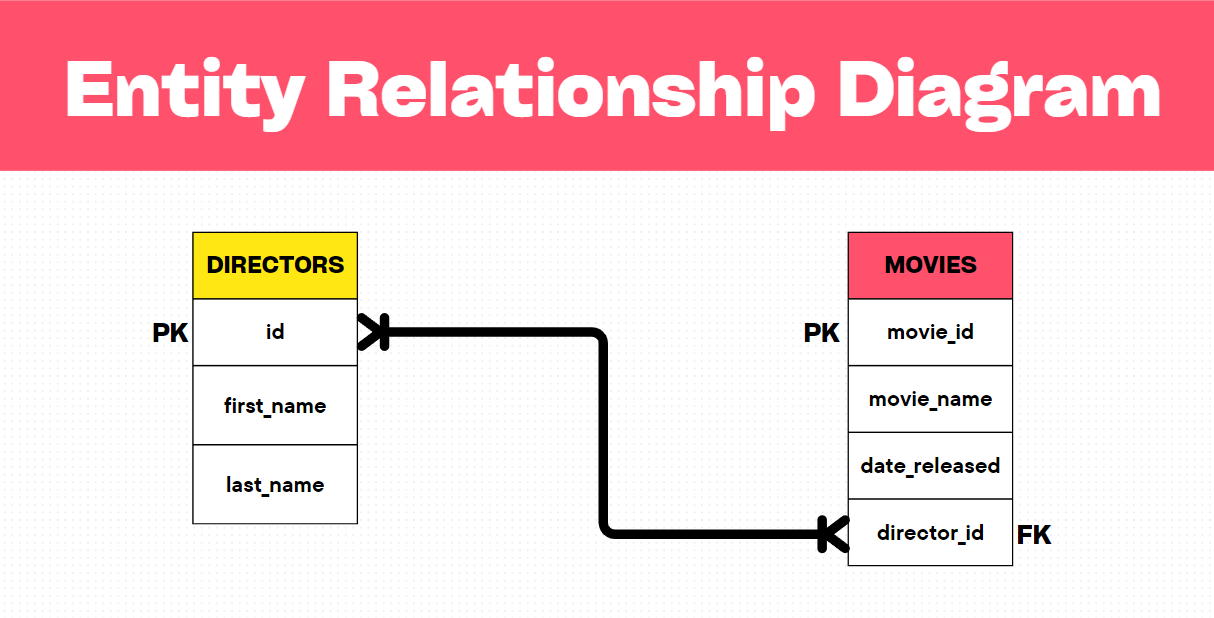 Entity Relationship Diagram
DIRECTORS
PK
id
first_name
last_name
MOVIES
PK
movie_id
movie_name
date_released
director_id
FK